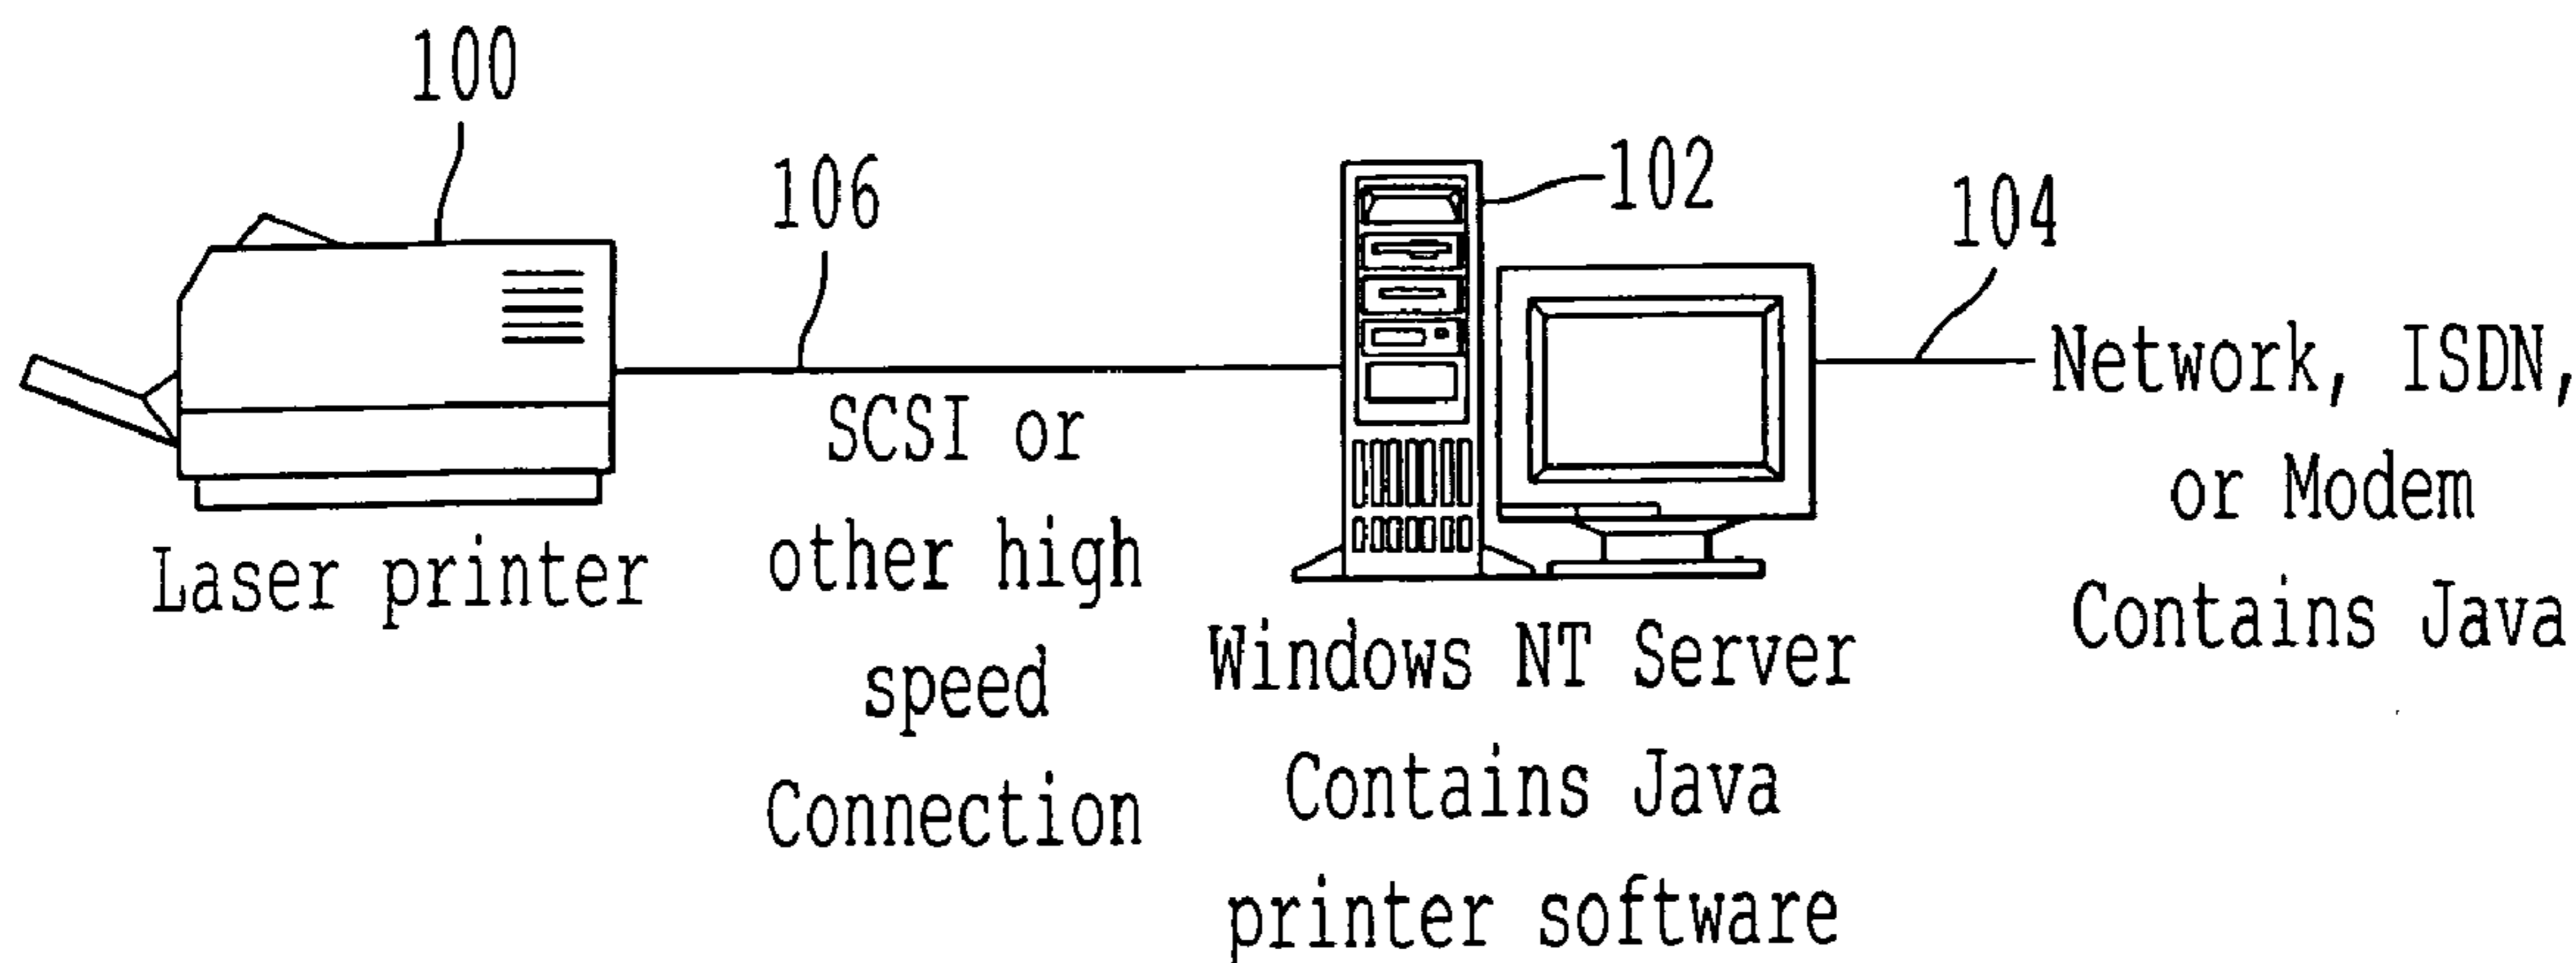 100
106
102
104
Laser printer
SCSI or
other high
speed
Connection
Windows NT Server
Contains Java
printer software
Network, ISDN,
or Modem
Contains Java